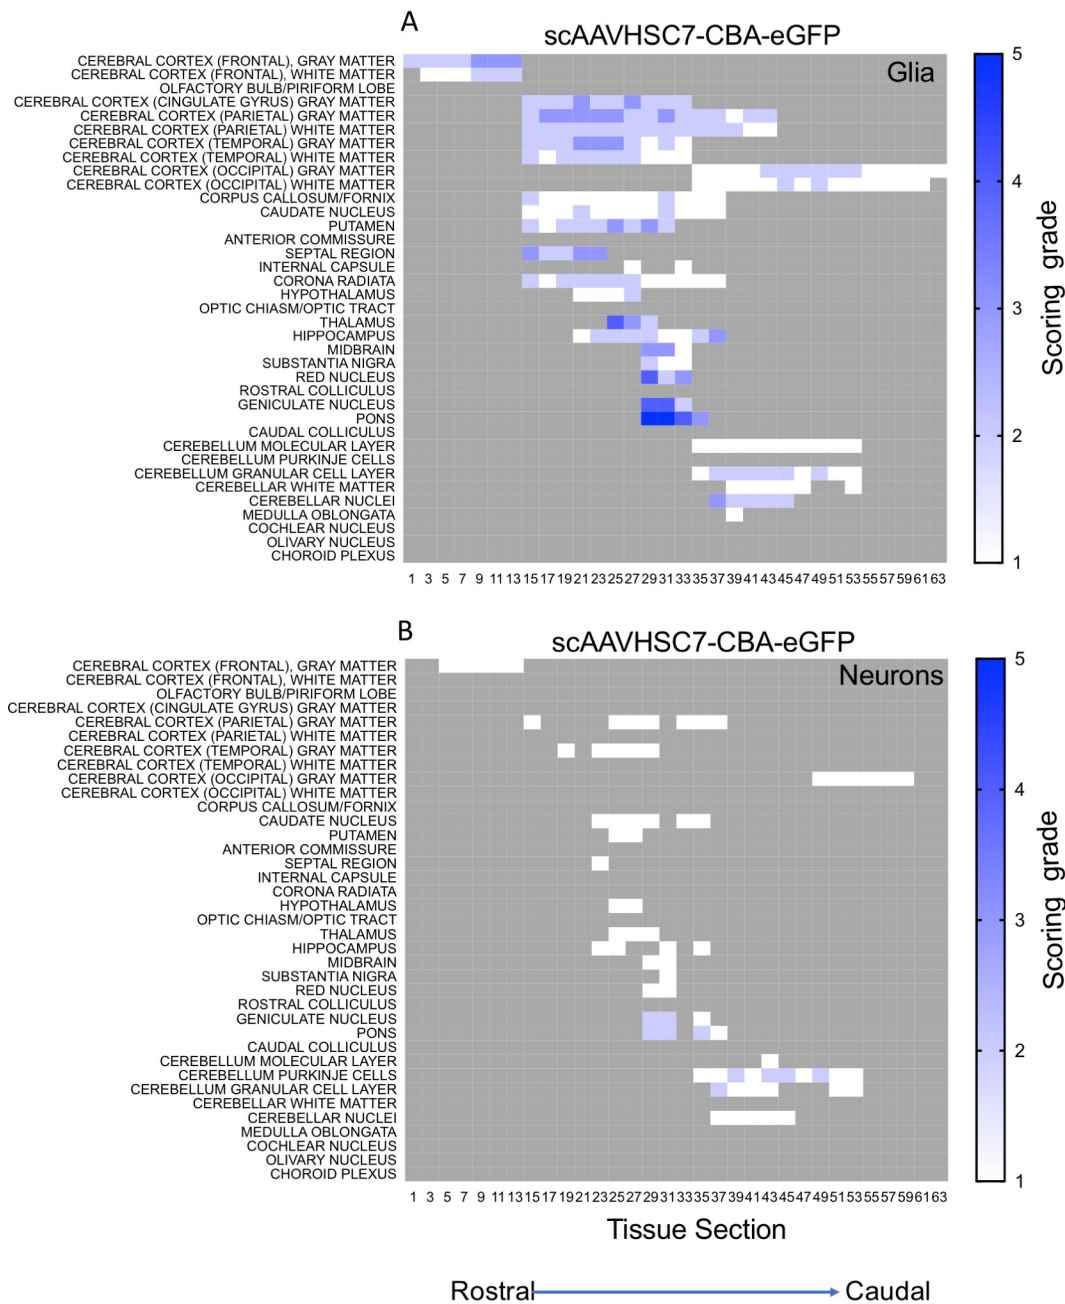 A
scAAVHSC7-CBA-eGFP
Glia
CEREBRAL CORTEX (FRONTAL), GRAY MATTER
CEREBRAL CORTEX (FRONTAL), WHITE MATTER
OLFACTORY BULB/PIRIFORM LOBE
CEREBRAL CORTEX (CINGULATE GYRUS) GRAY MATTER
CEREBRAL CORTEX (PARIETAL) GRAY MATTER
CEREBRAL CORTEX (PARIETAL) WHITE MATTER
CEREBRAL CORTEX (TEMPORAL) GRAY MATTER
CEREBRAL CORTEX (TEMPORAL) WHITE MATTER
CEREBRAL CORTEX (OCCIPITAL) GRAY MATTER
CEREBRAL CORTEX (OCCIPITAL) WHITE MATTER
CORPUS CALLOSUM/FORNIX
CAUDATE NUCLEUS
PUTAMEN
ANTERIOR COMMISSURE
SEPTAL REGION
INTERNAL CAPSULE
CORONA RADIATA
HYPOTHALAMUS
OPTIC CHIASM/OPTIC TRACT
THALAMUS
HIPPOCAMPUS
MIDBRAIN
SUBSTANTIA NIGRA
RED NUCLEUS
ROSTRAL COLLICULUS
GENICULATE NUCLEUS
PONS
CAUDAL COLLICULUS
CEREBELLUM MOLECULAR LAYER
CEREBELLUM PURKINJE CELLS
CEREBELLUM GRANULAR CELL LAYER
CEREBELLAR WHITE MATTER
CEREBELLAR NUCLEI
MEDULLA OBLONGATA
COCHLEAR NUCLEUS
OLIVARY NUCLEUS
CHOROID PLEXUS
1 3 5 7 9 11 13 15 17 19 21 23 25 27 29 31 33 35 37 39 41 43 45 47 49 51 53 55 57 59 61 63
5
4
3
2
1
Scoring grade
B
scAAVHSC7-CBA-eGFP
Neurons
CEREBRAL CORTEX (FRONTAL), GRAY MATTER
CEREBRAL CORTEX (FRONTAL), WHITE MATTER
OLFACTORY BULB/PIRIFORM LOBE
CEREBRAL CORTEX (CINGULATE GYRUS) GRAY MATTER
CEREBRAL CORTEX (PARIETAL) GRAY MATTER
CEREBRAL CORTEX (PARIETAL) WHITE MATTER
CEREBRAL CORTEX (TEMPORAL) GRAY MATTER
CEREBRAL CORTEX (TEMPORAL) WHITE MATTER
CEREBRAL CORTEX (OCCIPITAL) GRAY MATTER
CEREBRAL CORTEX (OCCIPITAL) WHITE MATTER
CORPUS CALLOSUM/FORNIX
CAUDATE NUCLEUS
PUTAMEN
ANTERIOR COMMISSURE
SEPTAL REGION
INTERNAL CAPSULE
CORONA RADIATA
HYPOTHALAMUS
OPTIC CHIASM/OPTIC TRACT
THALAMUS
HIPPOCAMPUS
MIDBRAIN
SUBSTANTIA NIGRA
RED NUCLEUS
ROSTRAL COLLICULUS
GENICULATE NUCLEUS
PONS
CAUDAL COLLICULUS
CEREBELLUM MOLECULAR LAYER
CEREBELLUM PURKINJE CELLS
CEREBELLUM GRANULAR CELL LAYER
CEREBELLAR WHITE MATTER
CEREBELLAR NUCLEI
MEDULLA OBLONGATA
COCHLEAR NUCLEUS
OLIVARY NUCLEUS
CHOROID PLEXUS
1 3 5 7 9 11 13 15 17 19 21 23 25 27 29 31 33 35 37 39 41 43 45 47 49 51 53 55 57 59 61 63
5
4
3
2
1
Scoring grade
Tissue Section
Rostral
Caudal